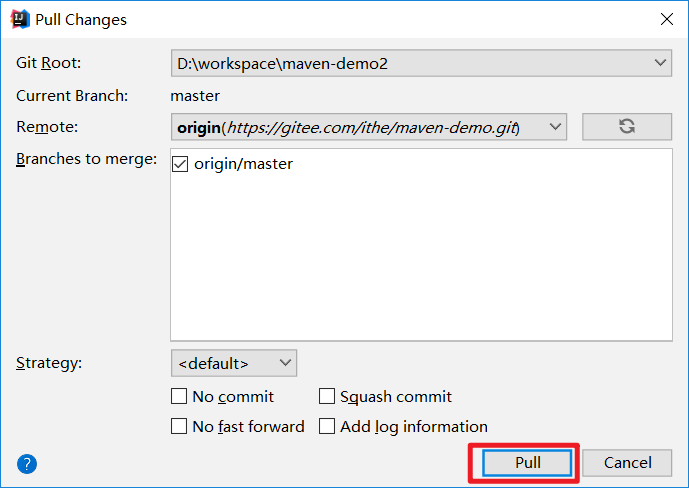 Pull Changes
Git Root:
D:\workspace\maven-demo2
Current Branch:
master
Remote:
origin(https://gitee.com/ithe/maven-demo.git)
Branches to merge:
origin/master
Strategy:
<default>
No commit
Squash commit
No fast forward
Add log information
?
Pull
Cancel